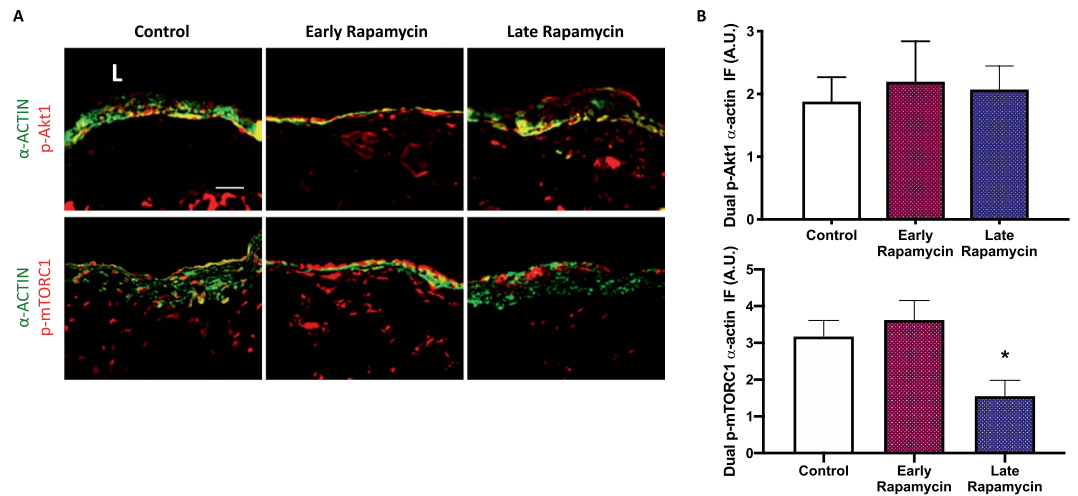 A
Control
Early Rapamycin
Late Rapamycin
L
α-ACTIN
p-Akt1
α-ACTIN
p-mTORC1
B
Dual p-Akt1 α-actin IF (A.U.)
3
2
1
0
Control
Early
Rapamycin
Late
Rapamycin
Dual p-mTORC1 α-actin IF (A.U.)
5
4
3
2
1
0
*
Control
Early
Rapamycin
Late
Rapamycin